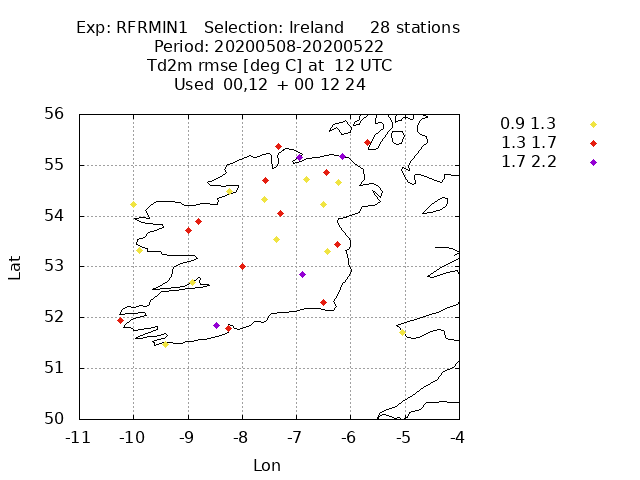 Exp: RFRMIN1 Selection: Ireland 28 stations
Period: 20200508-20200522
Td2m rmse [deg C] at 12 UTC
Used 00,12 + 00 12 24
0.9 1.3
1.3 1.7
1.7 2.2
56
55
54
53
52
51
50
Lat
-11 -10 -9 -8 -7 -6 -5 -4
Lon